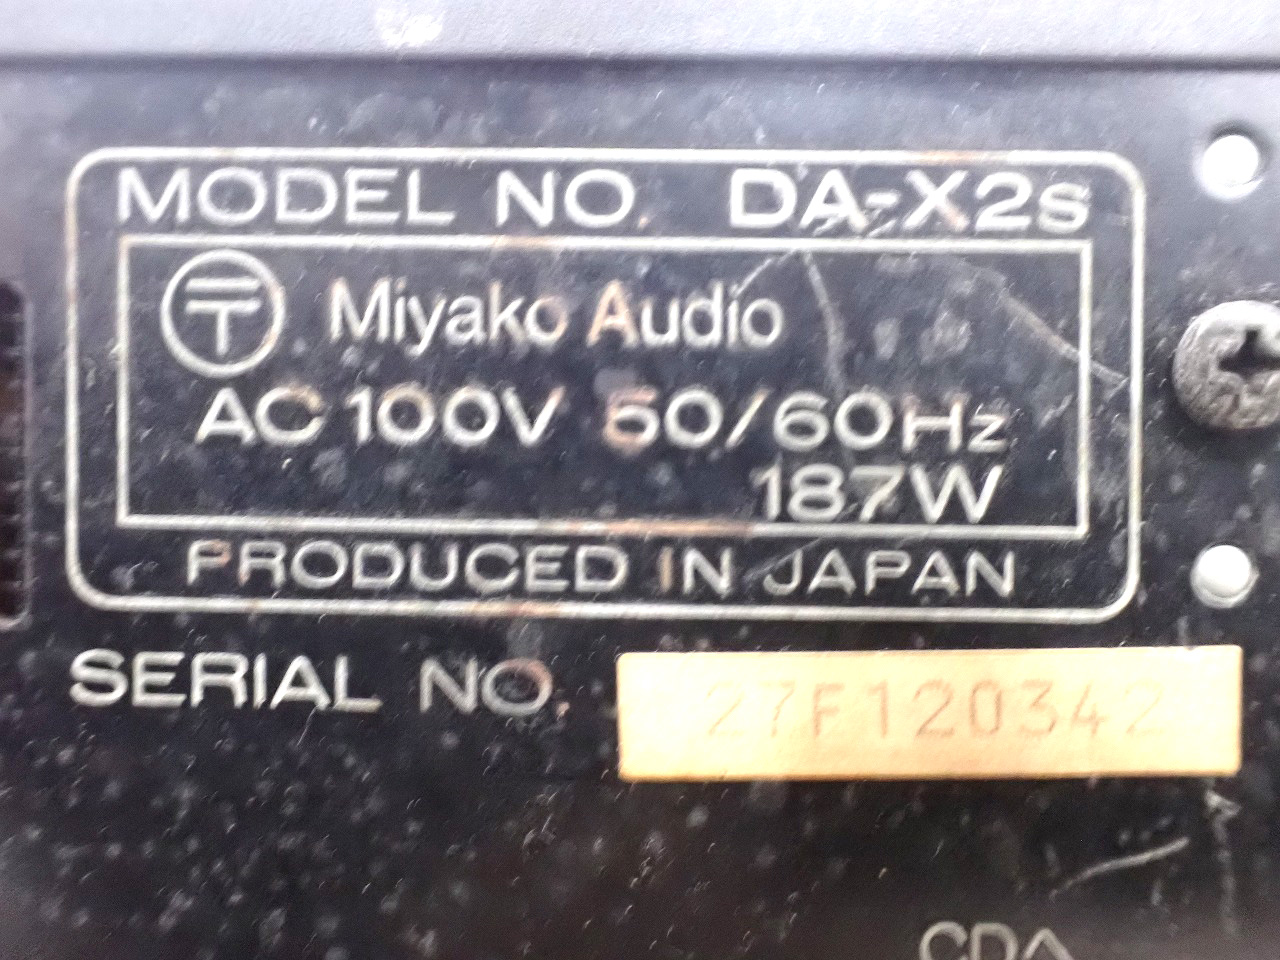 MODEL NO. DA-X2s
Miyako Audio
AC 100V 50/60Hz
187W
PRODUCED IN JAPAN
SERIAL NO. 27F120342